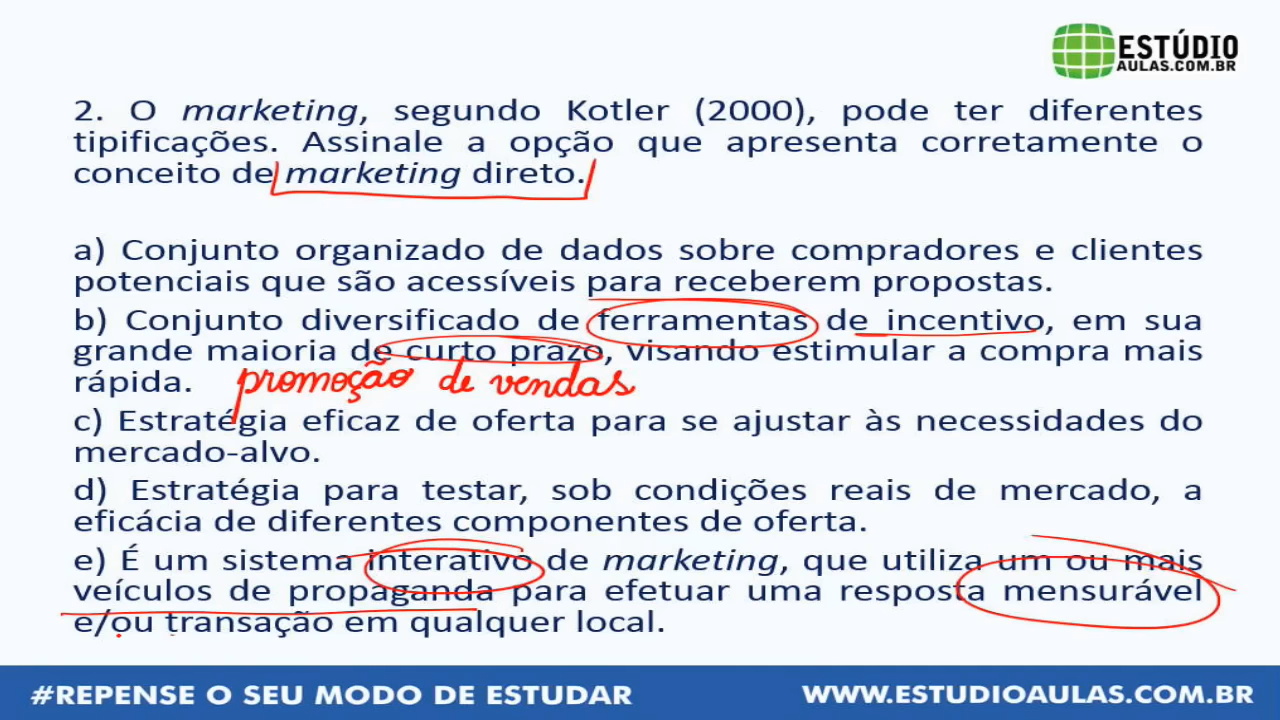 ESTÚDIO
AULAS.COM.BR
2. O marketing, segundo Kotler (2000), pode ter diferentes
tipificações. Assinale a opção que apresenta corretamente o
conceito de marketing direto.
a) Conjunto organizado de dados sobre compradores e clientes
potenciais que são acessíveis para receberem propostas.
b) Conjunto diversificado de ferramentas de incentivo, em sua
grande maioria de curto prazo, visando estimular a compra mais
rápida.
promoção de vendas
c) Estratégia eficaz de oferta para se ajustar às necessidades do
mercado-alvo.
d) Estratégia para testar, sob condições reais de mercado, a
eficácia de diferentes componentes de oferta.
e) É um sistema interativo de marketing, que utiliza um ou mais
veículos de propaganda para efetuar uma resposta mensurável
e/ou transação em qualquer local.
#REPENSE O SEU MODO DE ESTUDAR
WWW.ESTUDIOAULAS.COM.BR